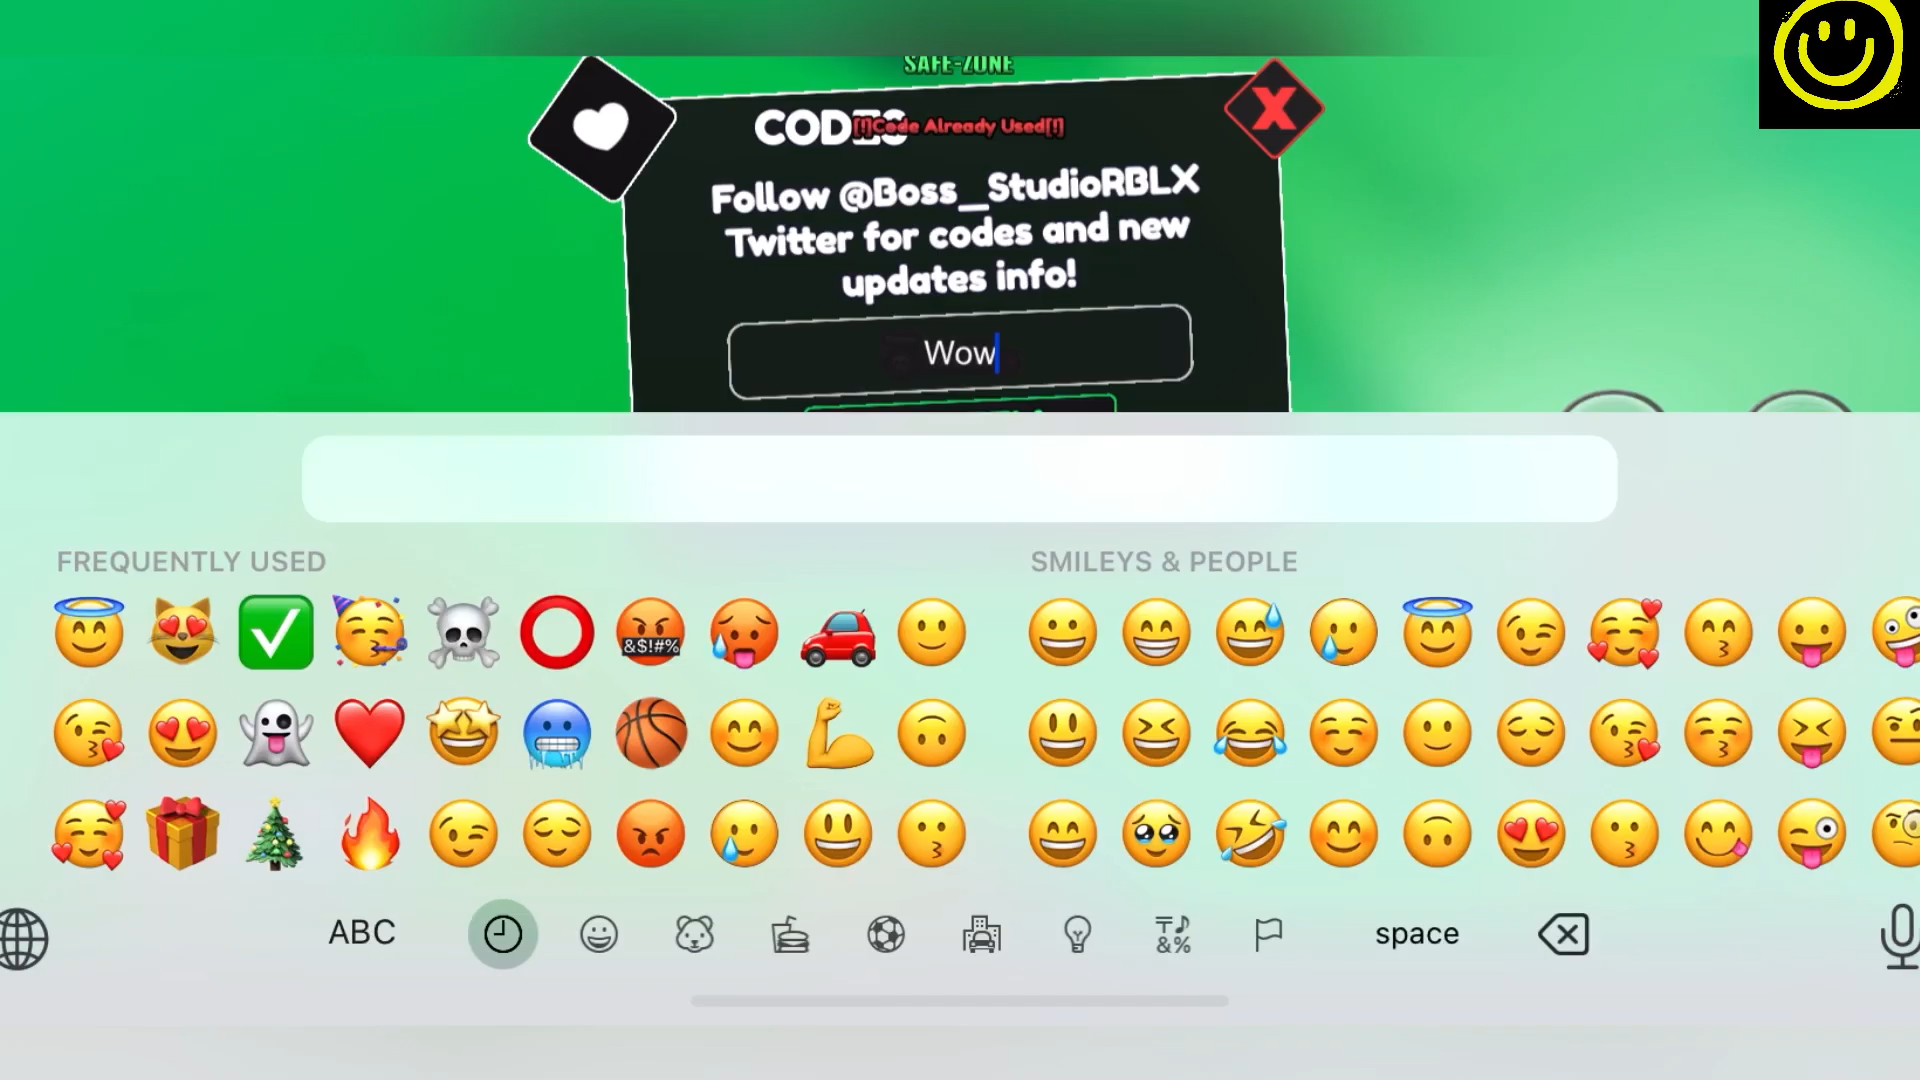 SAFE-ZONE
CODES
[!]Code Already Used[!]
Follow @Boss_StudioRBLX
Twitter for codes and new
updates info!
Wow
FREQUENTLY USED
SMILEYS & PEOPLE
&$!#%
ABC
&%
space